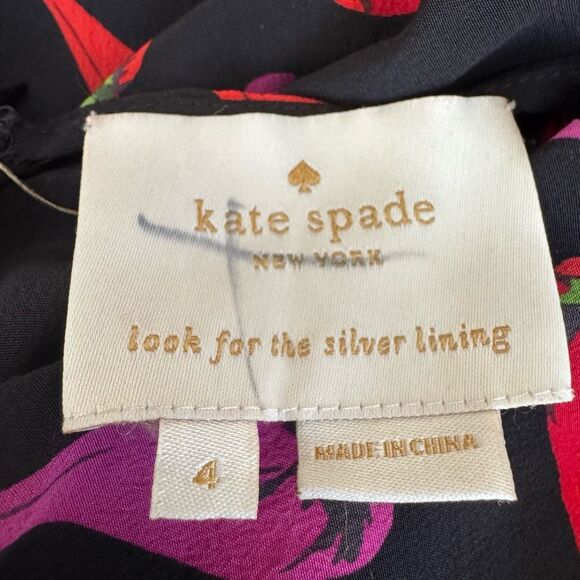 kate spade
NEW YORK
look for the silver lining
4
MADE IN CHINA